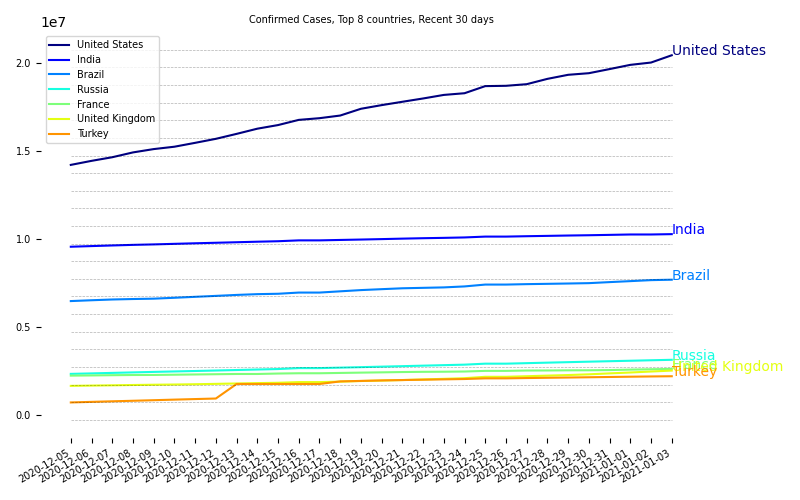 Confirmed Cases, Top 8 countries, Recent 30 days
1e7
United States
India
Brazil
Russia
France
United Kingdom
Turkey
2.0
1.5
1.0
0.5
0.0
United States
India
Brazil
Russia
France
United Kingdom
Turkey
2020-12-05
2020-12-06
2020-12-07
2020-12-08
2020-12-09
2020-12-10
2020-12-11
2020-12-12
2020-12-13
2020-12-14
2020-12-15
2020-12-16
2020-12-17
2020-12-18
2020-12-19
2020-12-20
2020-12-21
2020-12-22
2020-12-23
2020-12-24
2020-12-25
2020-12-26
2020-12-27
2020-12-28
2020-12-29
2020-12-30
2020-12-31
2021-01-01
2021-01-02
2021-01-03